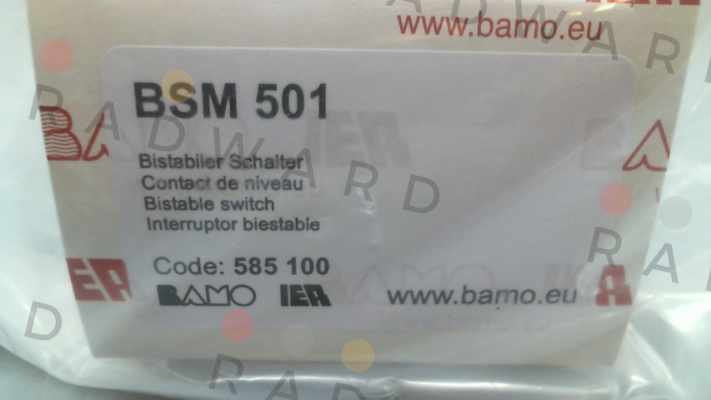 www.bamo.eu
BSM 501
Bistabiler Schalter
Contact de niveau
Bistable switch
Interruptor biestable
Code: 585 100
BAMO IER
www.bamo.eu
RADWARD
RADWARD